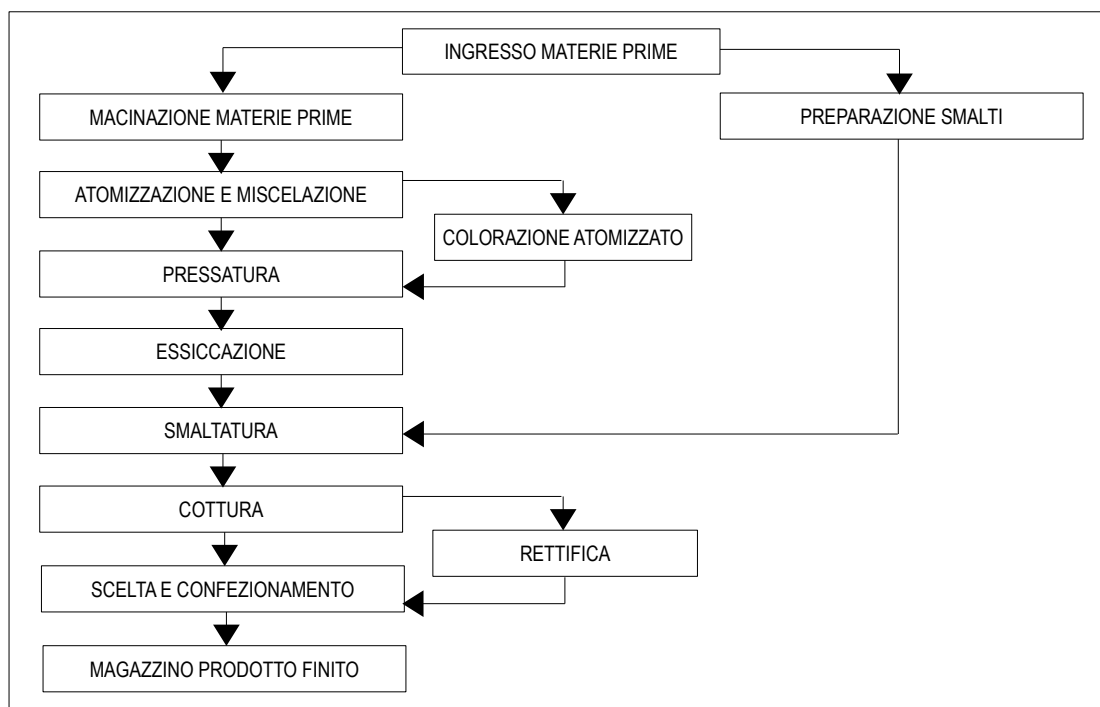 INGRESSO MATERIE PRIME
MACINAZIONE MATERIE PRIME
PREPARAZIONE SMALTI
ATOMIZZAZIONE E MISCELAZIONE
COLORAZIONE ATOMIZZATO
PRESSATURA
ESSICCAZIONE
SMALTATURA
COTTURA
RETTIFICA
SCELTA E CONFEZIONAMENTO
MAGAZZINO PRODOTTO FINITO